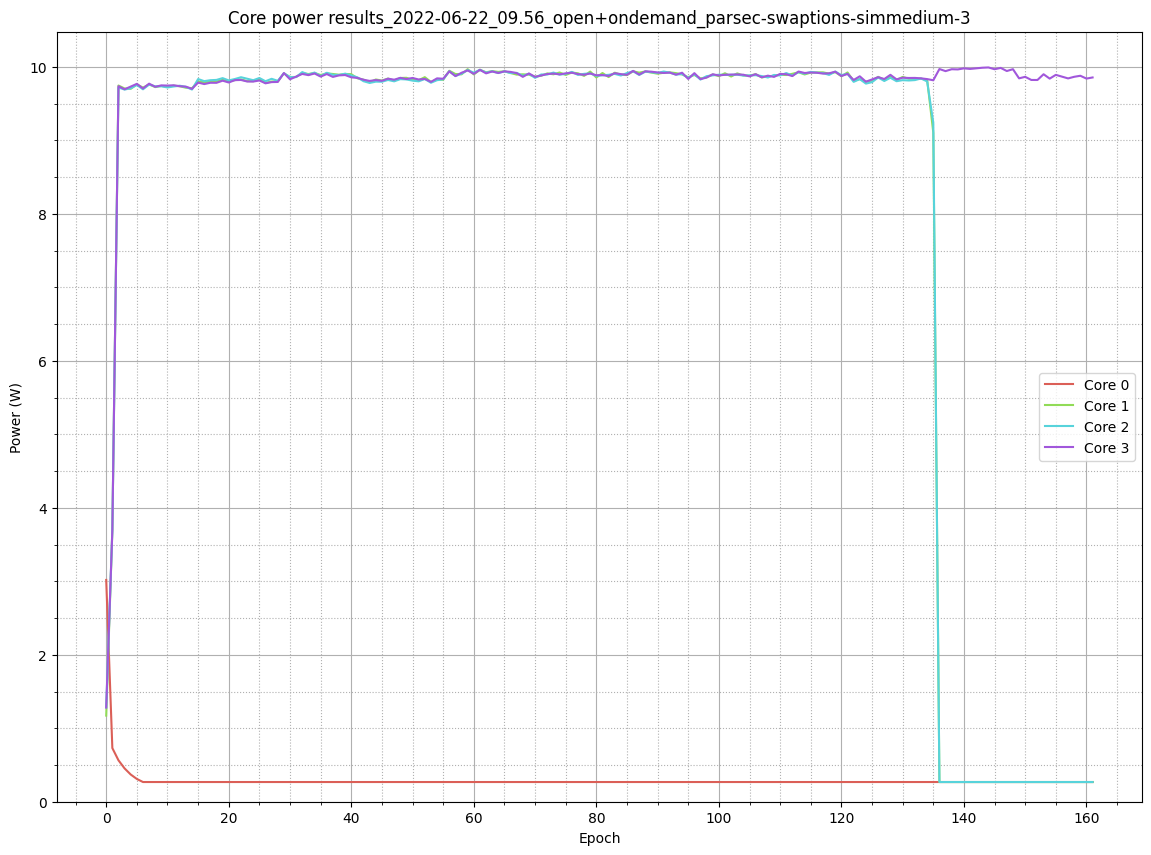 Core power results_2022-06-22_09.56_open+ondemand_parsec-swaptions-simmedium-3
10
8
6
4
2
0
Power (W)
Core 0
Core 1
Core 2
Core 3
0 20 40 60 80 100 120 140 160
Epoch